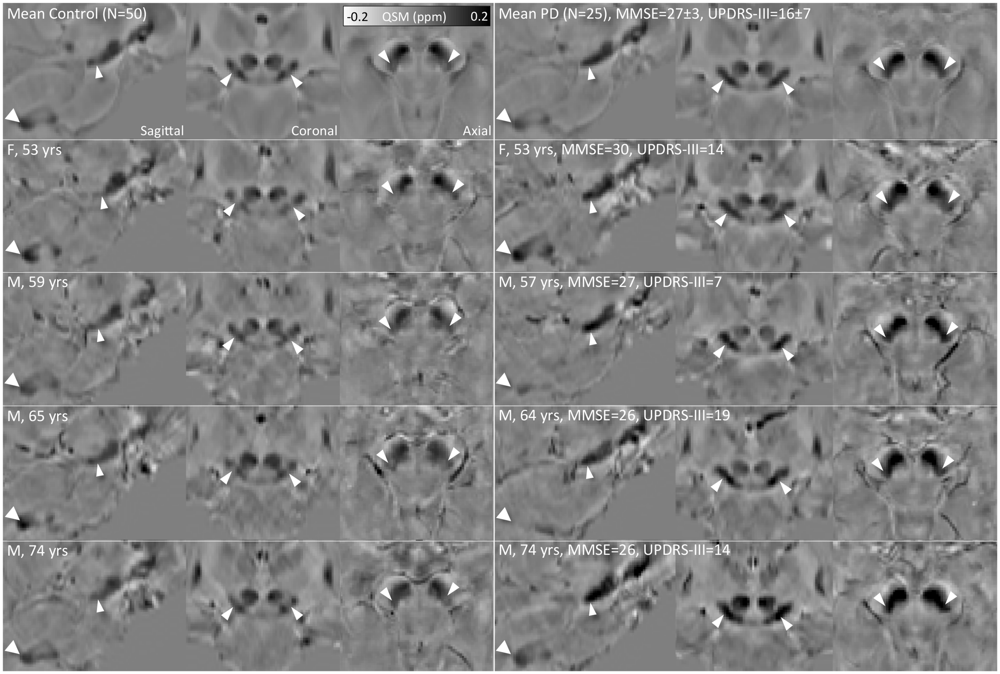 Mean Control (N=50)
-0.2 QSM (ppm) 0.2
Sagittal
Coronal
Axial
Mean PD (N=25), MMSE=27±3, UPDRS-III=16±7
F, 53 yrs
F, 53 yrs, MMSE=30, UPDRS-III=14
M, 59 yrs
M, 57 yrs, MMSE=27, UPDRS-III=7
M, 65 yrs
M, 64 yrs, MMSE=26, UPDRS-III=19
M, 74 yrs
M, 74 yrs, MMSE=26, UPDRS-III=14